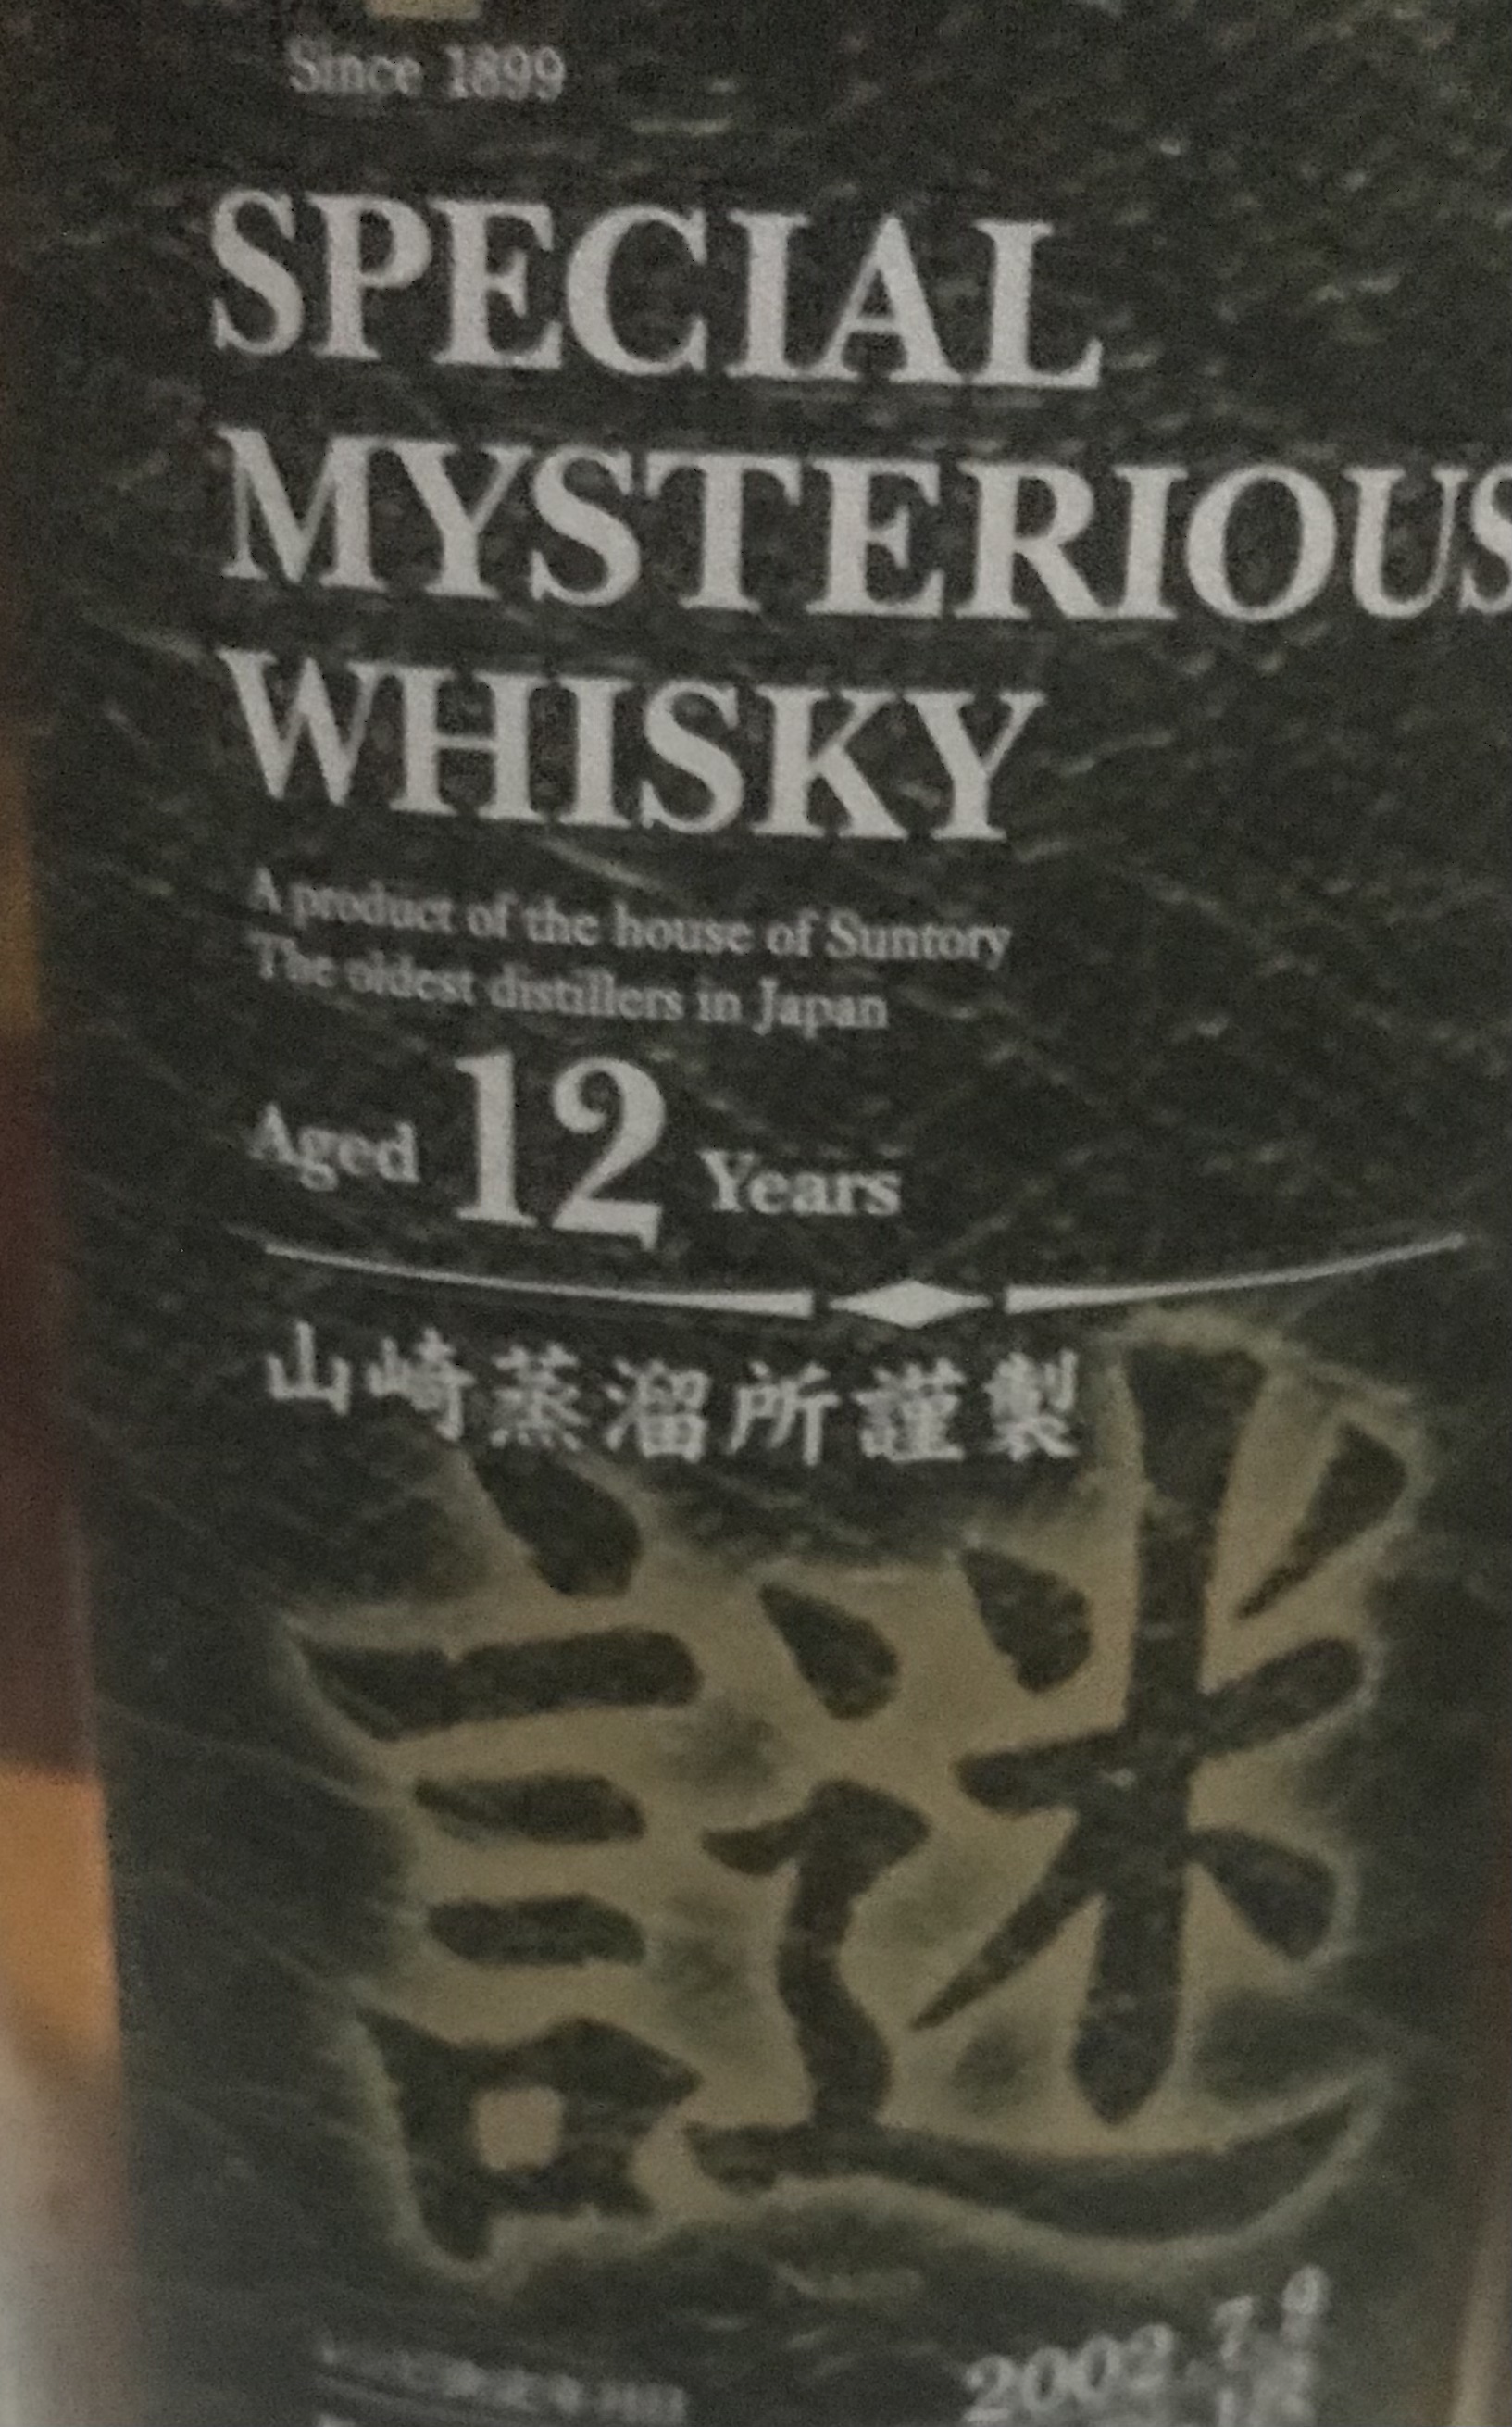 Since 1899
SPECIAL
MYSTERIOUS
WHISKY
A product of the house of Suntory
The oldest distillers in Japan
Aged 12 Years
山崎蒸溜所謹製
謎
2002